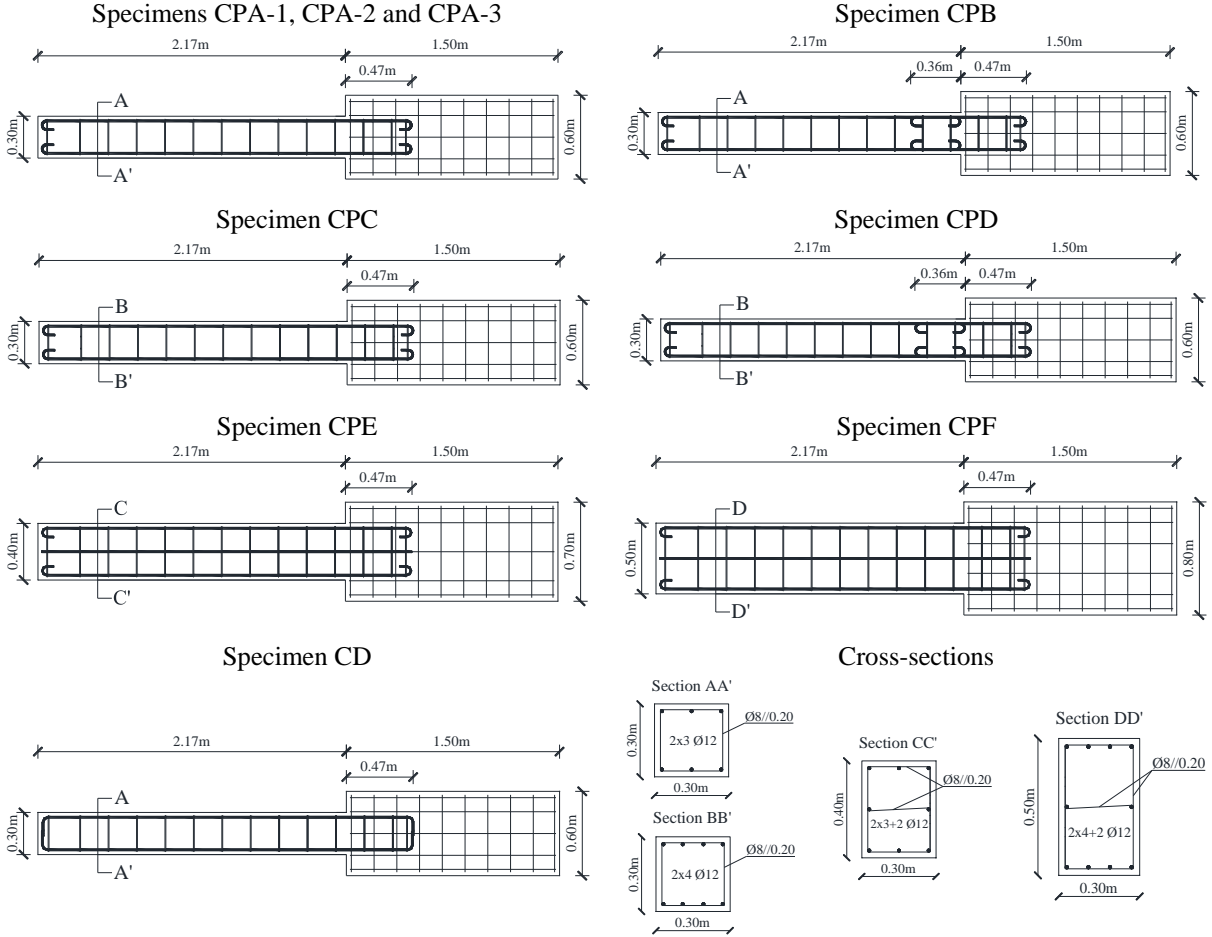 Specimens CPA-1, CPA-2 and CPA-3
2.17m
1.50m
0.47m
A
A'
0.30m
0.60m
Specimen CPB
2.17m
1.50m
0.36m
0.47m
A
A'
0.30m
0.60m
Specimen CPC
2.17m
1.50m
0.47m
B
B'
0.30m
0.60m
Specimen CPD
2.17m
1.50m
0.36m
0.47m
B
B'
0.30m
0.60m
Specimen CPE
2.17m
1.50m
0.47m
C
C'
0.40m
0.70m
Specimen CPF
2.17m
1.50m
0.47m
D
D'
0.50m
0.80m
Specimen CD
2.17m
1.50m
0.47m
A
A'
0.30m
0.60m
Cross-sections
Section AA'
Ø8//0.20
2x3 Ø12
0.30m
0.30m
Section BB'
Ø8//0.20
2x4 Ø12
0.30m
0.30m
Section CC'
Ø8//0.20
2x3+2 Ø12
0.40m
0.30m
Section DD'
Ø8//0.20
2x4+2 Ø12
0.50m
0.30m